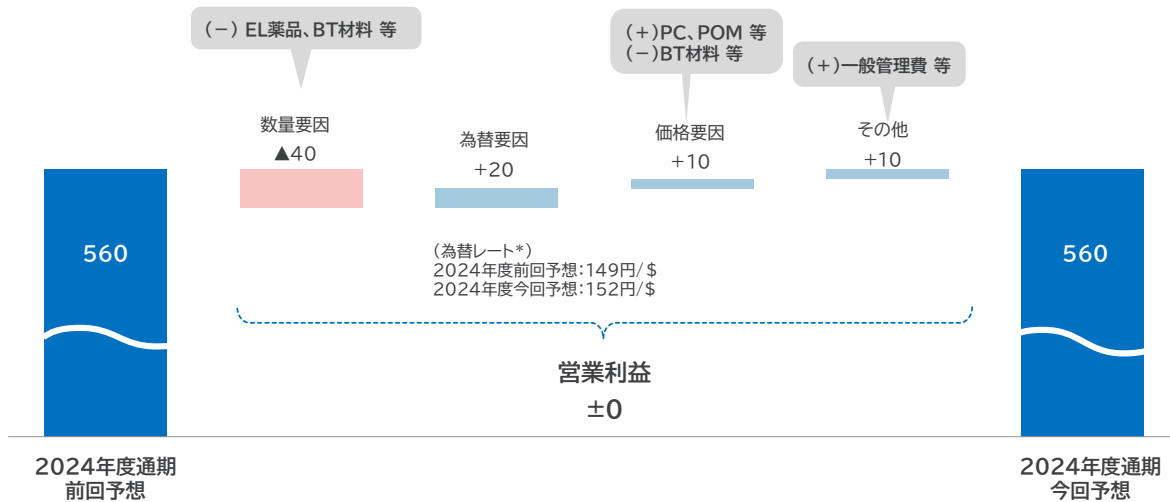 (－) EL薬品、BT材料 等
(＋)PC、POM 等
(－)BT材料 等
(＋)一般管理費 等
数量要因
▲40
為替要因
+20
価格要因
+10
その他
+10
560
560
(為替レート*)
2024年度前回予想：149円/$
2024年度今回予想：152円/$
営業利益
±0
2024年度通期
前回予想
2024年度通期
今回予想